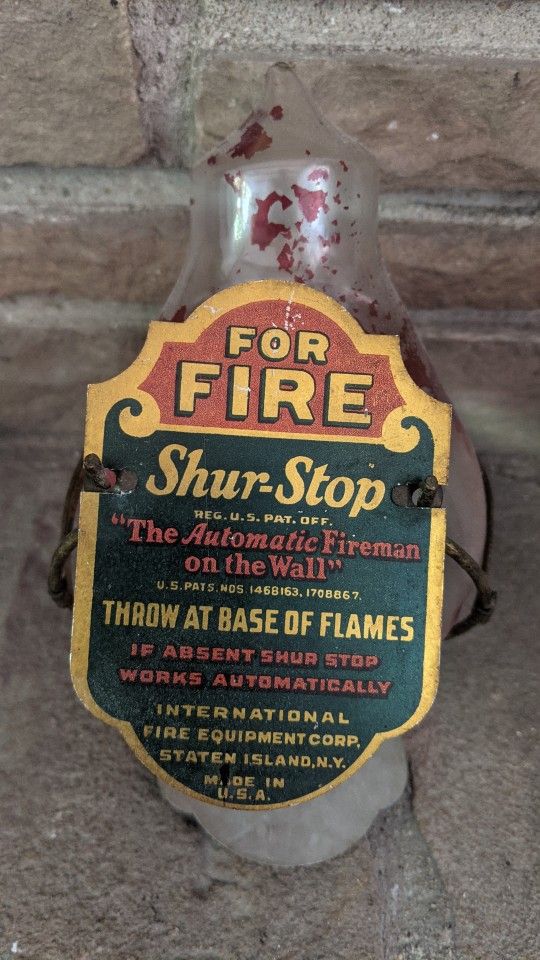 FOR
FIRE
Shur-Stop
REG. U.S. PAT. OFF.
"The Automatic Fireman
on the Wall"
U.S. PATS. NOS. 1468163, 1708867.
THROW AT BASE OF FLAMES
IF ABSENT SHUR STOP
WORKS AUTOMATICALLY
INTERNATIONAL
FIRE EQUIPMENT CORP.
STATEN ISLAND, N.Y.
MADE IN
U.S.A.